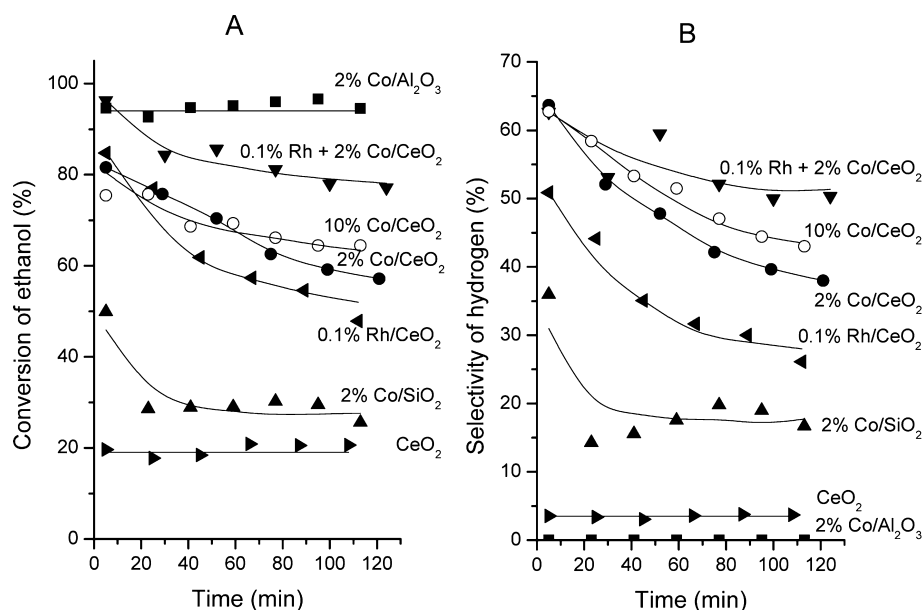 A
Conversion of ethanol (%)
100
80
60
40
20
0
2% Co/Al₂O₃
0.1% Rh + 2% Co/CeO₂
10% Co/CeO₂
2% Co/CeO₂
0.1% Rh/CeO₂
2% Co/SiO₂
CeO₂
0 20 40 60 80 100 120
Time (min)
B
Selectivity of hydrogen (%)
70
60
50
40
30
20
10
0
0.1% Rh + 2% Co/CeO₂
10% Co/CeO₂
2% Co/CeO₂
0.1% Rh/CeO₂
2% Co/SiO₂
CeO₂
2% Co/Al₂O₃
0 20 40 60 80 100 120
Time (min)